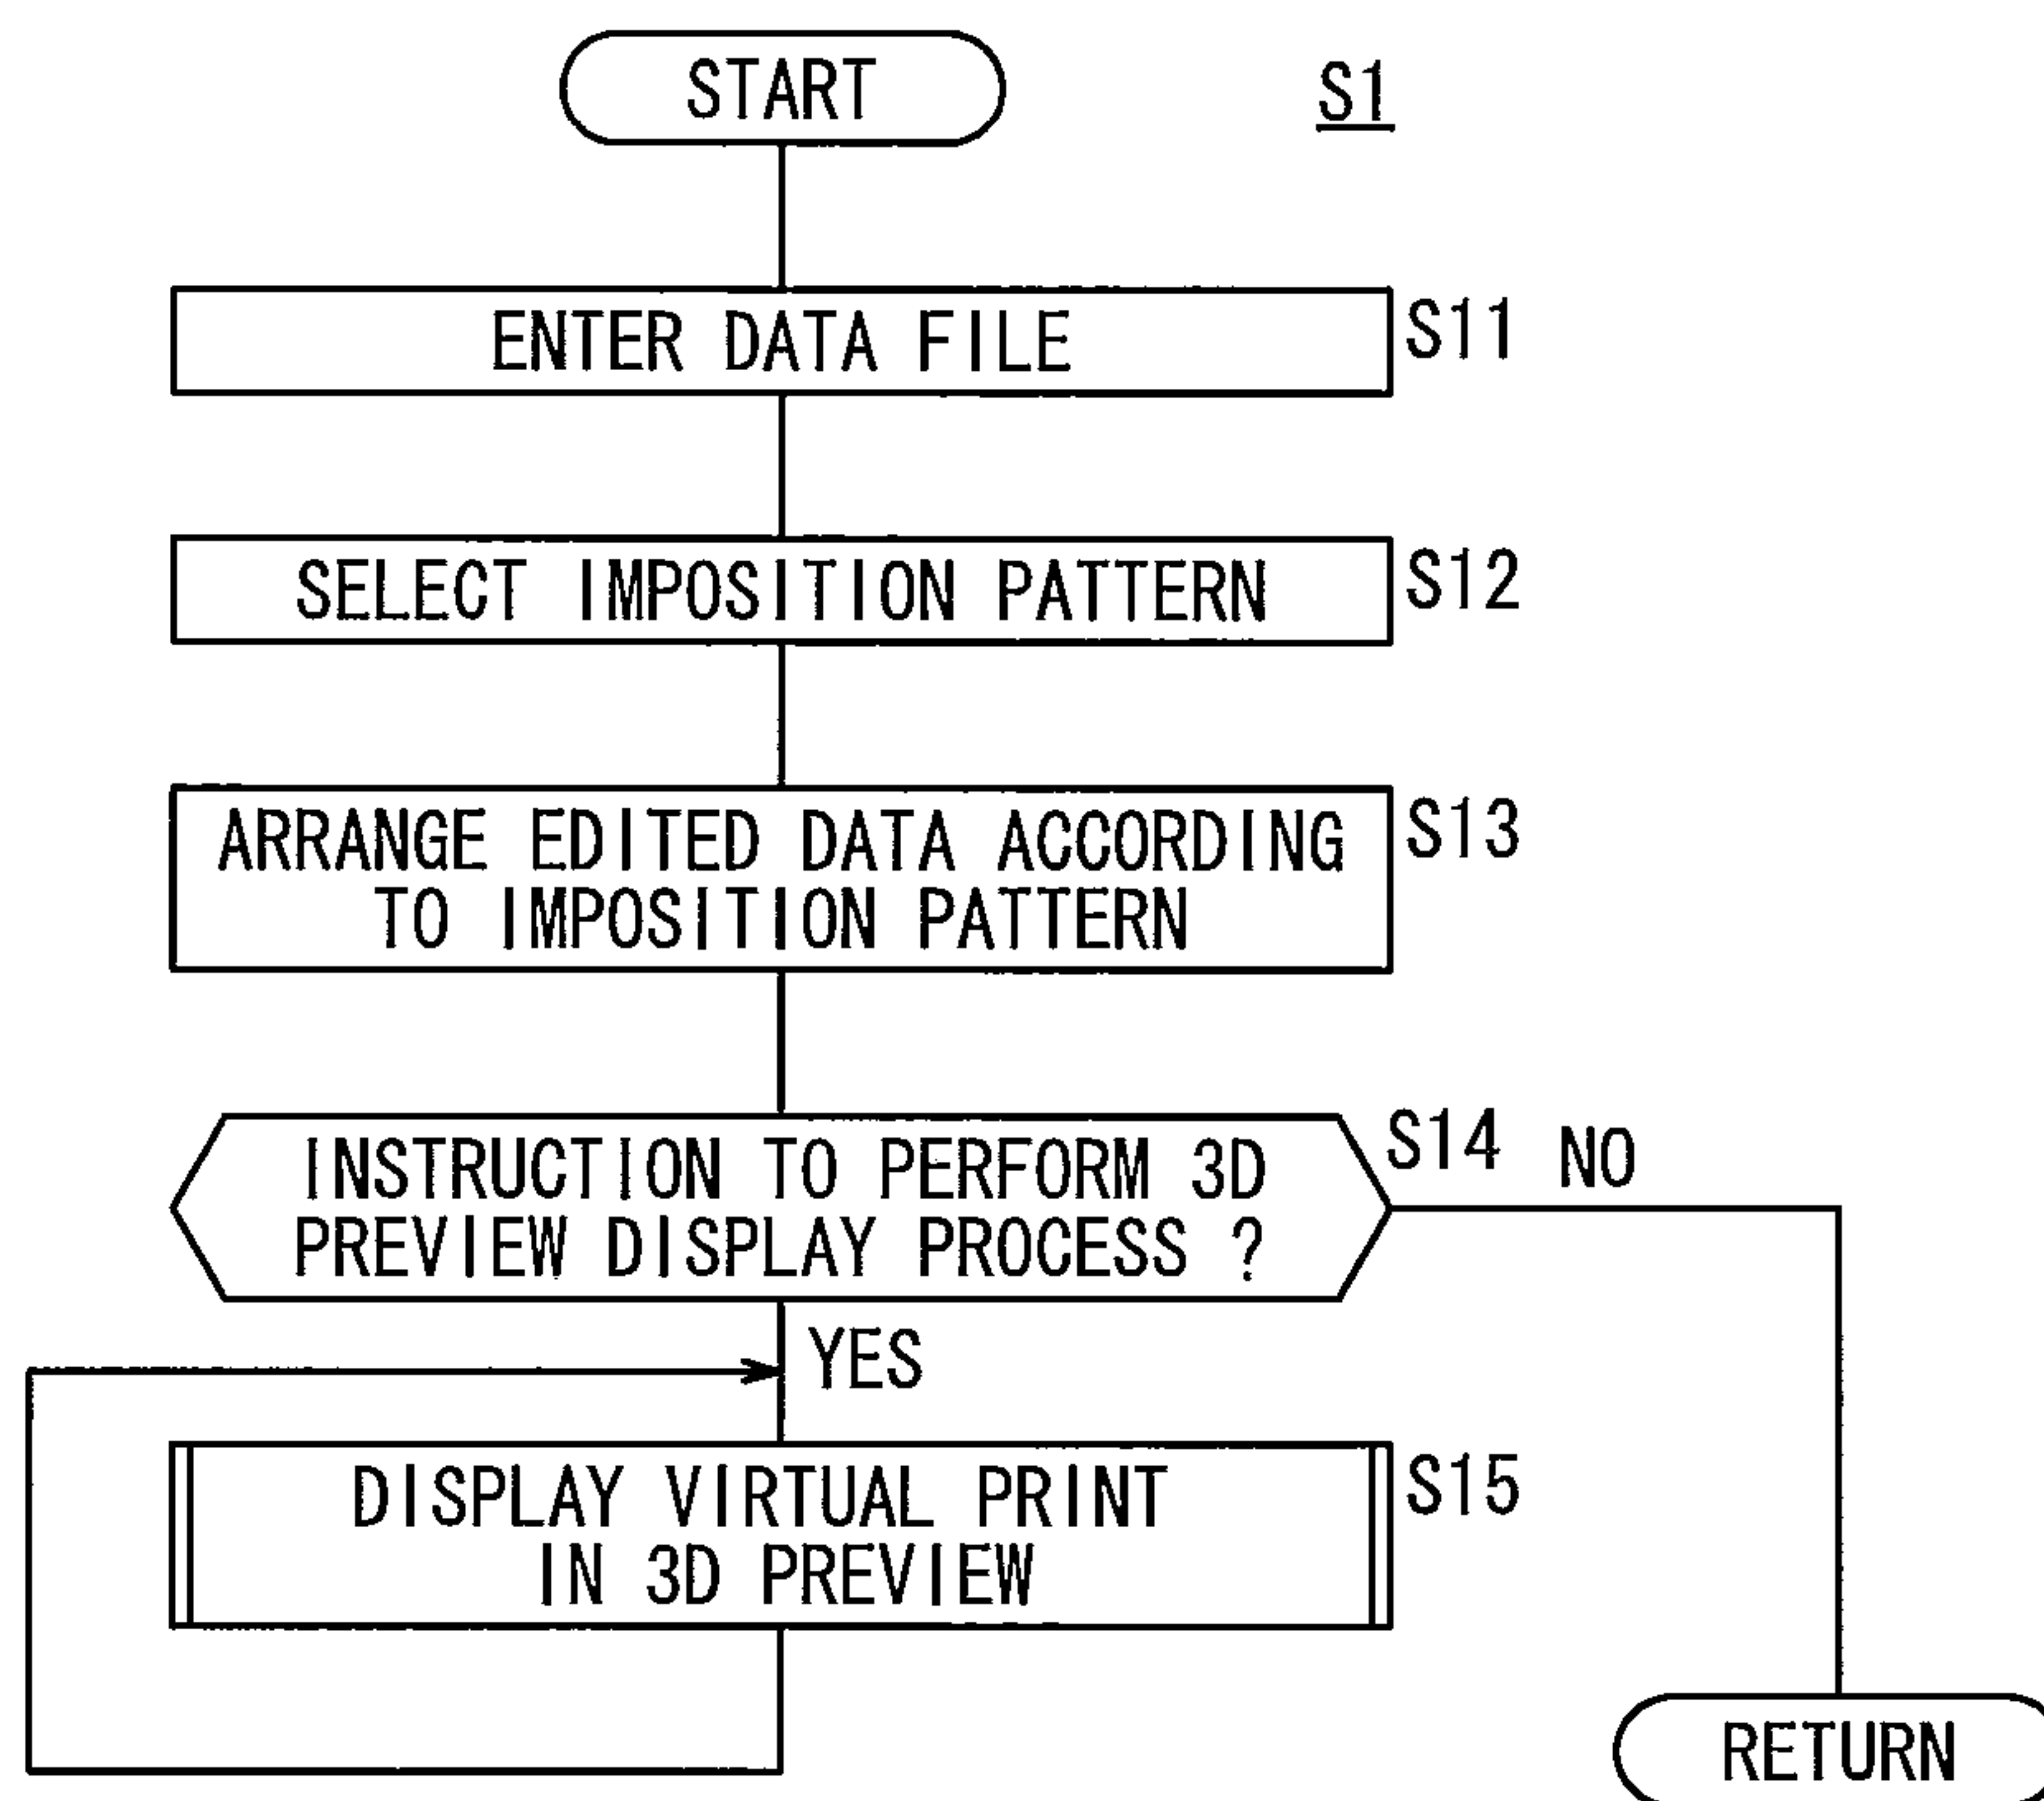 START
S1
ENTER DATA FILE
S11
SELECT IMPOSITION PATTERN
S12
ARRANGE EDITED DATA ACCORDING
TO IMPOSITION PATTERN
S13
INSTRUCTION TO PERFORM 3D
PREVIEW DISPLAY PROCESS ?
S14
NO
YES
DISPLAY VIRTUAL PRINT
IN 3D PREVIEW
S15
RETURN